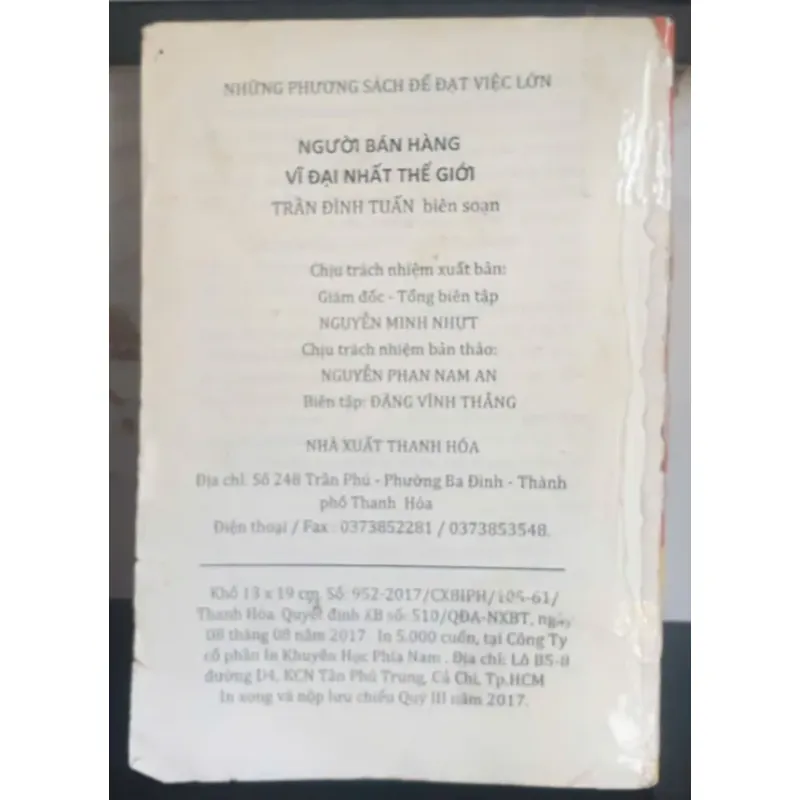 NHỮNG PHƯƠNG SÁCH ĐỂ ĐẠT VIỆC LỚN
NGƯỜI BÁN HÀNG
VĨ ĐẠI NHẤT THẾ GIỚI
TRẦN ĐÌNH TUẤN biên soạn
Chịu trách nhiệm xuất bản:
Giám đốc - Tổng biên tập
NGUYỄN MINH NHỰT
Chịu trách nhiệm bản thảo:
NGUYỄN PHAN NAM AN
Biên tập: ĐẶNG VĨNH THẮNG
NHÀ XUẤT THANH HÓA
Địa chỉ: Số 248 Trần Phú - Phường Ba Đình - Thành
phố Thanh Hóa
Điện thoại / Fax : 0373852281 / 0373853548.
Khổ 13 x 19 cm. Số: 952-2017/CXBIPH/
Thanh Hóa. Quyết định XB số: 510/QĐA-NXBT, ngày
08 tháng 08 năm 2017 In 5.000 cuốn, tại Công Ty
cổ phần In Khuyến Học Phía Nam . Địa chỉ: Lô B5-8
đường D4, KCN Tân Phú Trung, Củ Chi, Tp.HCM
In xong và nộp lưu chiểu Quý III năm 2017.